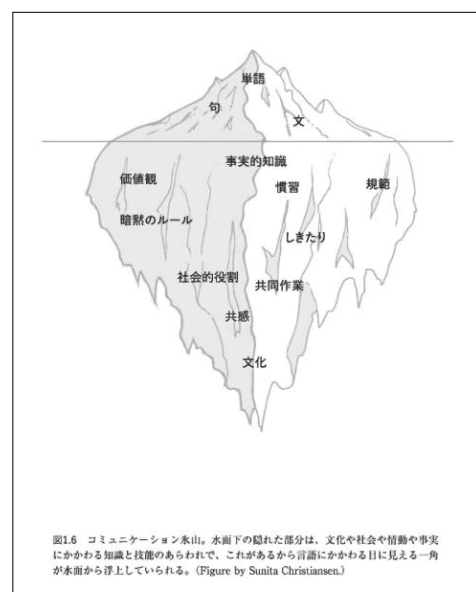 単語
句
文
事実的知識
価値観
慣習
規範
暗黙のルール
しきたり
社会的役割
共同作業
共感
文化
図1.6 コミュニケーション氷山。水面下の隠れた部分は、文化や社会や情動や事実
にかかわる知識と技能のあらわれで、これがあるから言語にかかわる目に見える一角
が水面から浮上していられる。(Figure by Sunita Christiansen.)